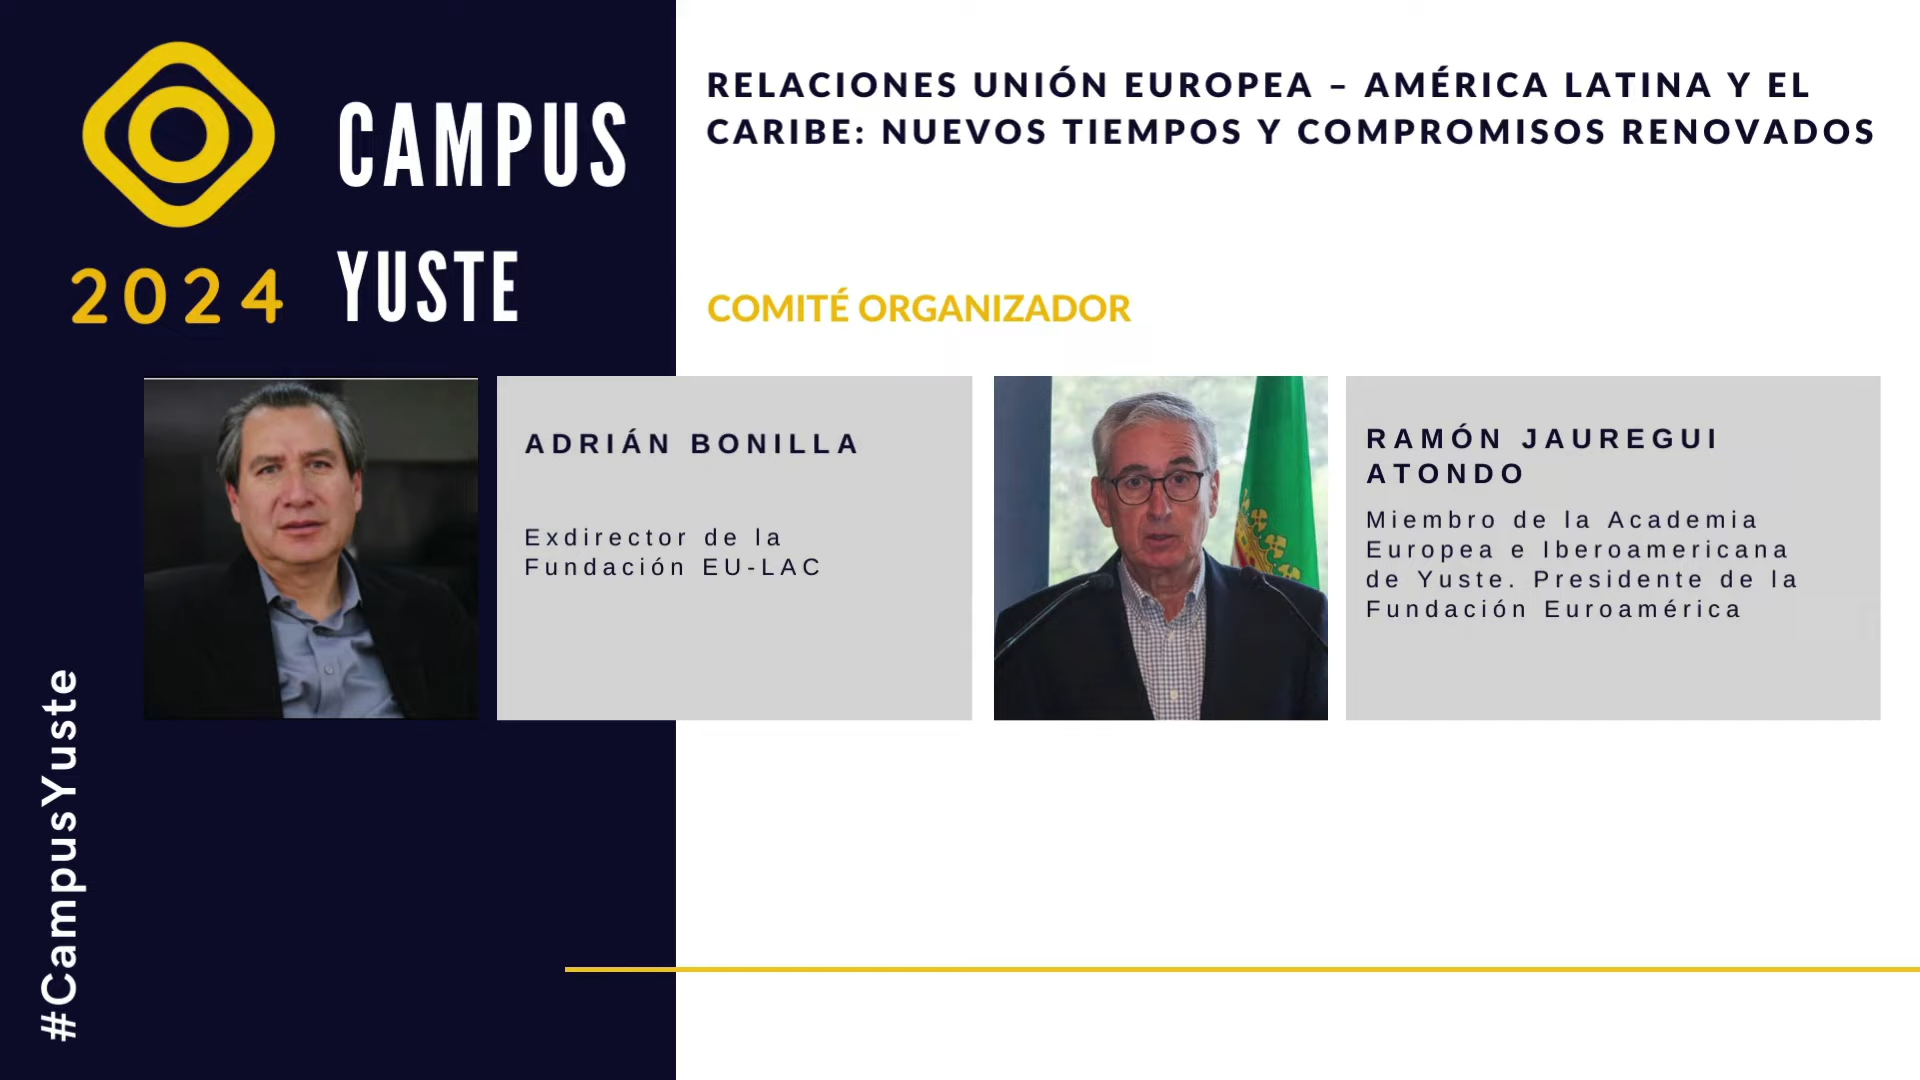 CAMPUS
YUSTE
2024
RELACIONES UNIÓN EUROPEA – AMÉRICA LATINA Y EL
CARIBE: NUEVOS TIEMPOS Y COMPROMISOS RENOVADOS
COMITÉ ORGANIZADOR
ADRIÁN BONILLA
Exdirector de la
Fundación EU-LAC
RAMÓN JAUREGUI
ATONDO
Miembro de la Academia
Europea e Iberoamericana
de Yuste. Presidente de la
Fundación Euroamérica
#CampusYuste